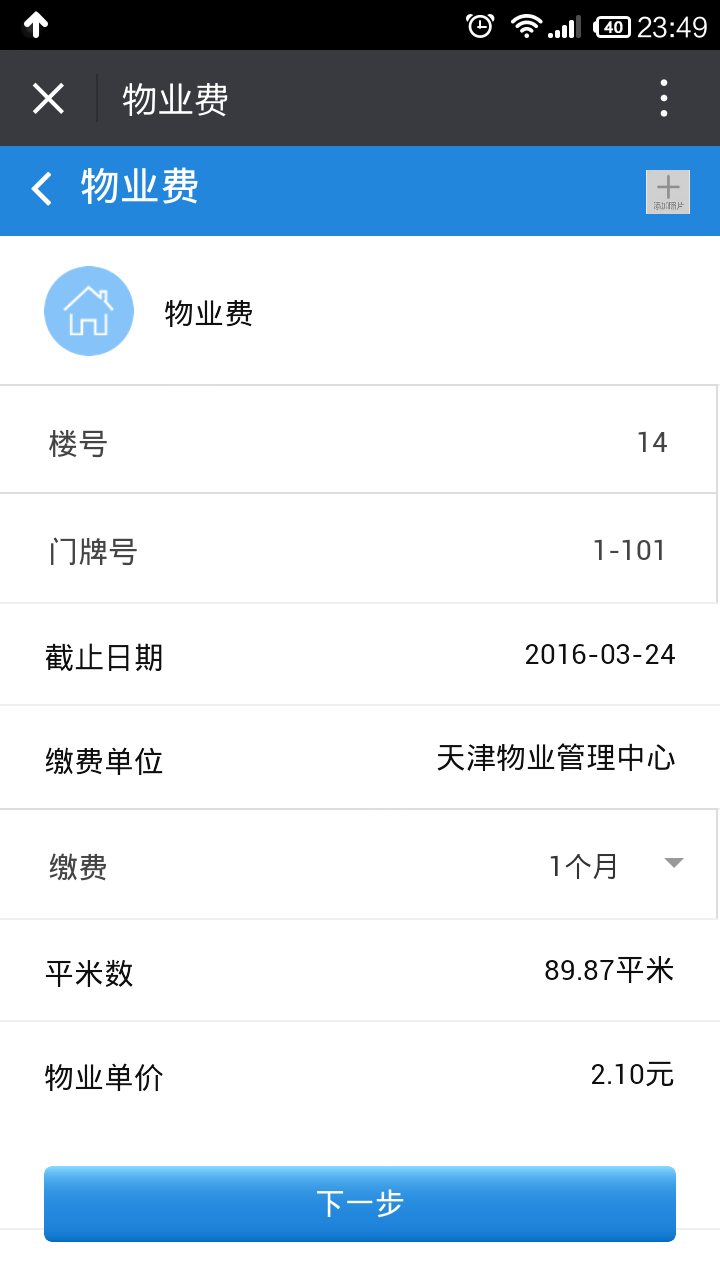 40 23:49
物业费
物业费
添加照片
物业费
楼号 14
门牌号 1-101
截止日期 2016-03-24
缴费单位 天津物业管理中心
缴费 1个月
平米数 89.87平米
物业单价 2.10元
下一步